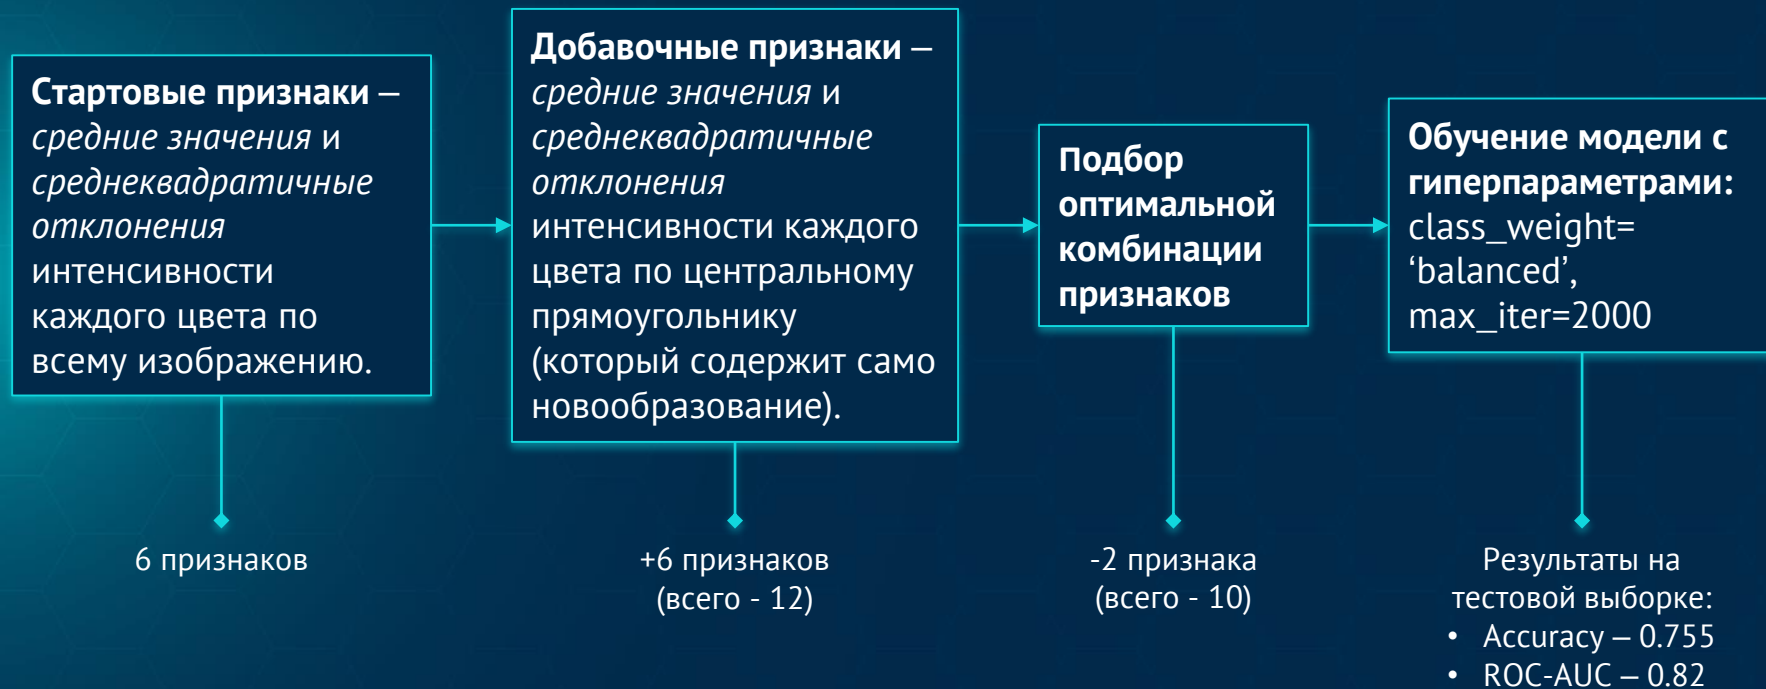 Стартовые признаки –
средние значения и
среднеквадратичные
отклонения
интенсивности
каждого цвета по
всему изображению.
Добавочные признаки –
средние значения и
среднеквадратичные
отклонения
интенсивности каждого
цвета по центральному
прямоугольнику
(который содержит само
новообразование).
Подбор
оптимальной
комбинации
признаков
Обучение модели с
гиперпараметрами:
class_weight=
‘balanced’,
max_iter=2000
6 признаков
+6 признаков
(всего - 12)
-2 признака
(всего - 10)
Результаты на
тестовой выборке:
• Accuracy – 0.755
• ROC-AUC – 0.82